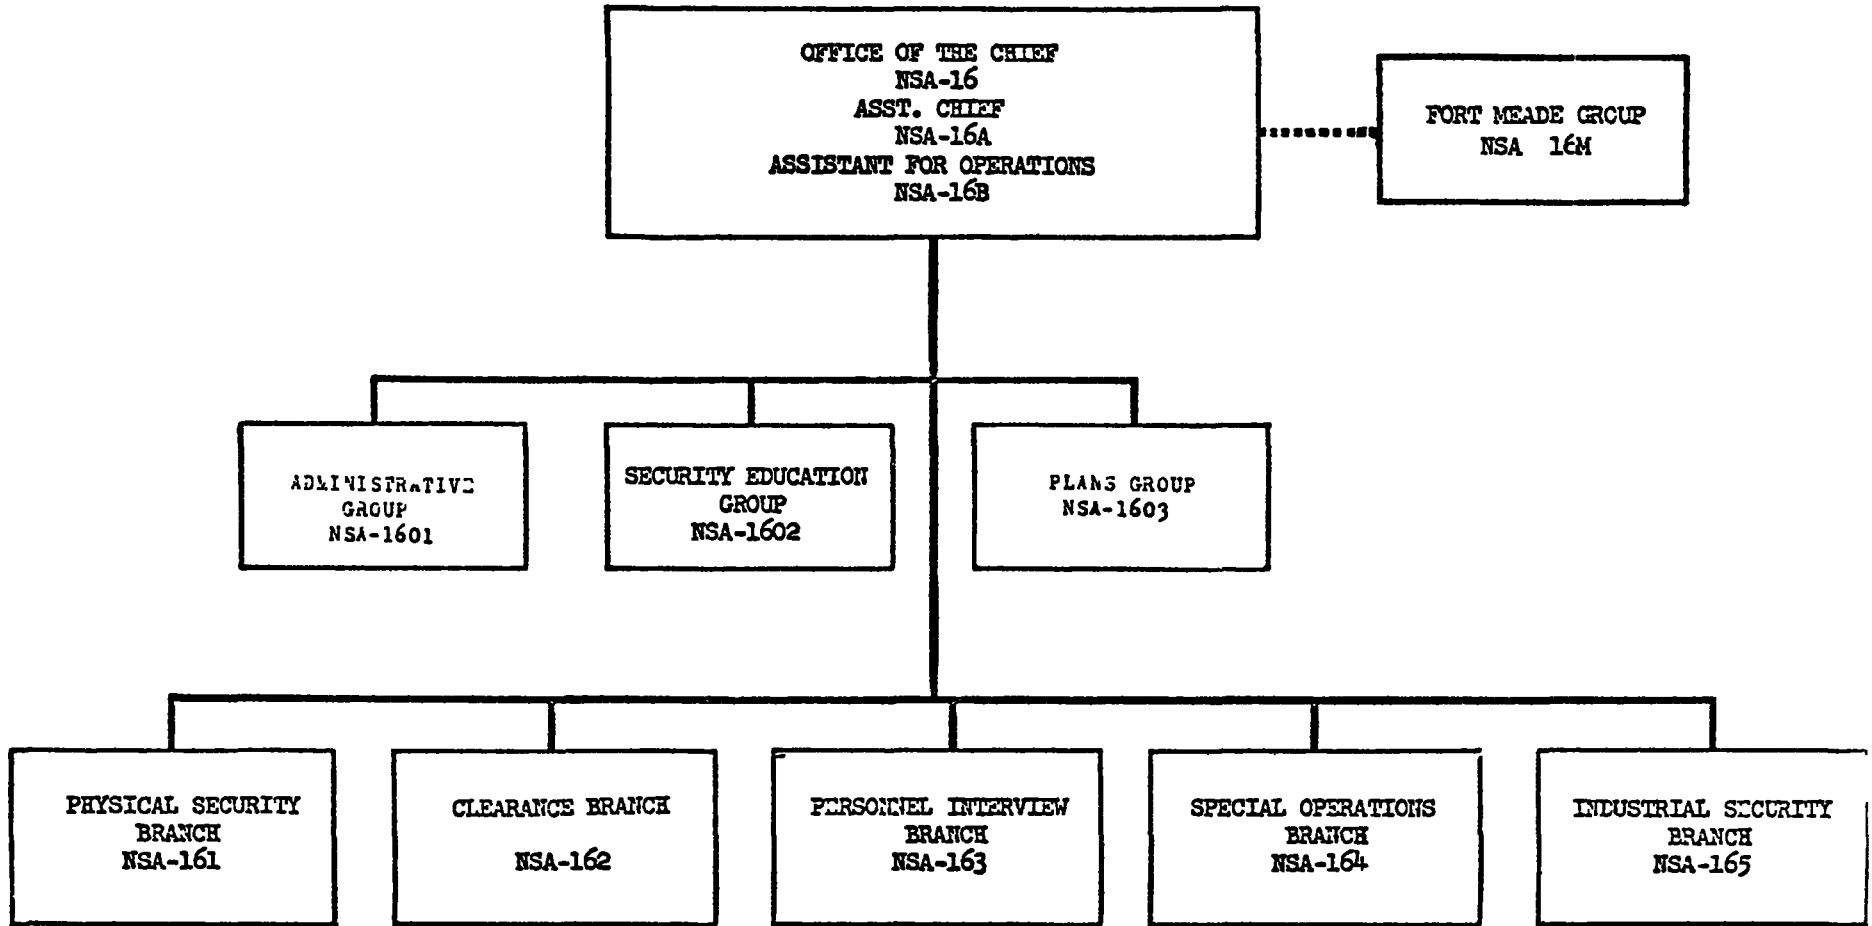 OFFICE OF THE CHIEF
NSA-16
ASST. CHIEF
NSA-16A
ASSISTANT FOR OPERATIONS
NSA-16B
FORT MEADE GROUP
NSA 16M
ADMINISTRATIVE
GROUP
NSA-1601
SECURITY EDUCATION
GROUP
NSA-1602
PLANS GROUP
NSA-1603
PHYSICAL SECURITY
BRANCH
NSA-161
CLEARANCE BRANCH
NSA-162
PERSONNEL INTERVIEW
BRANCH
NSA-163
SPECIAL OPERATIONS
BRANCH
NSA-164
INDUSTRIAL SECURITY
BRANCH
NSA-165